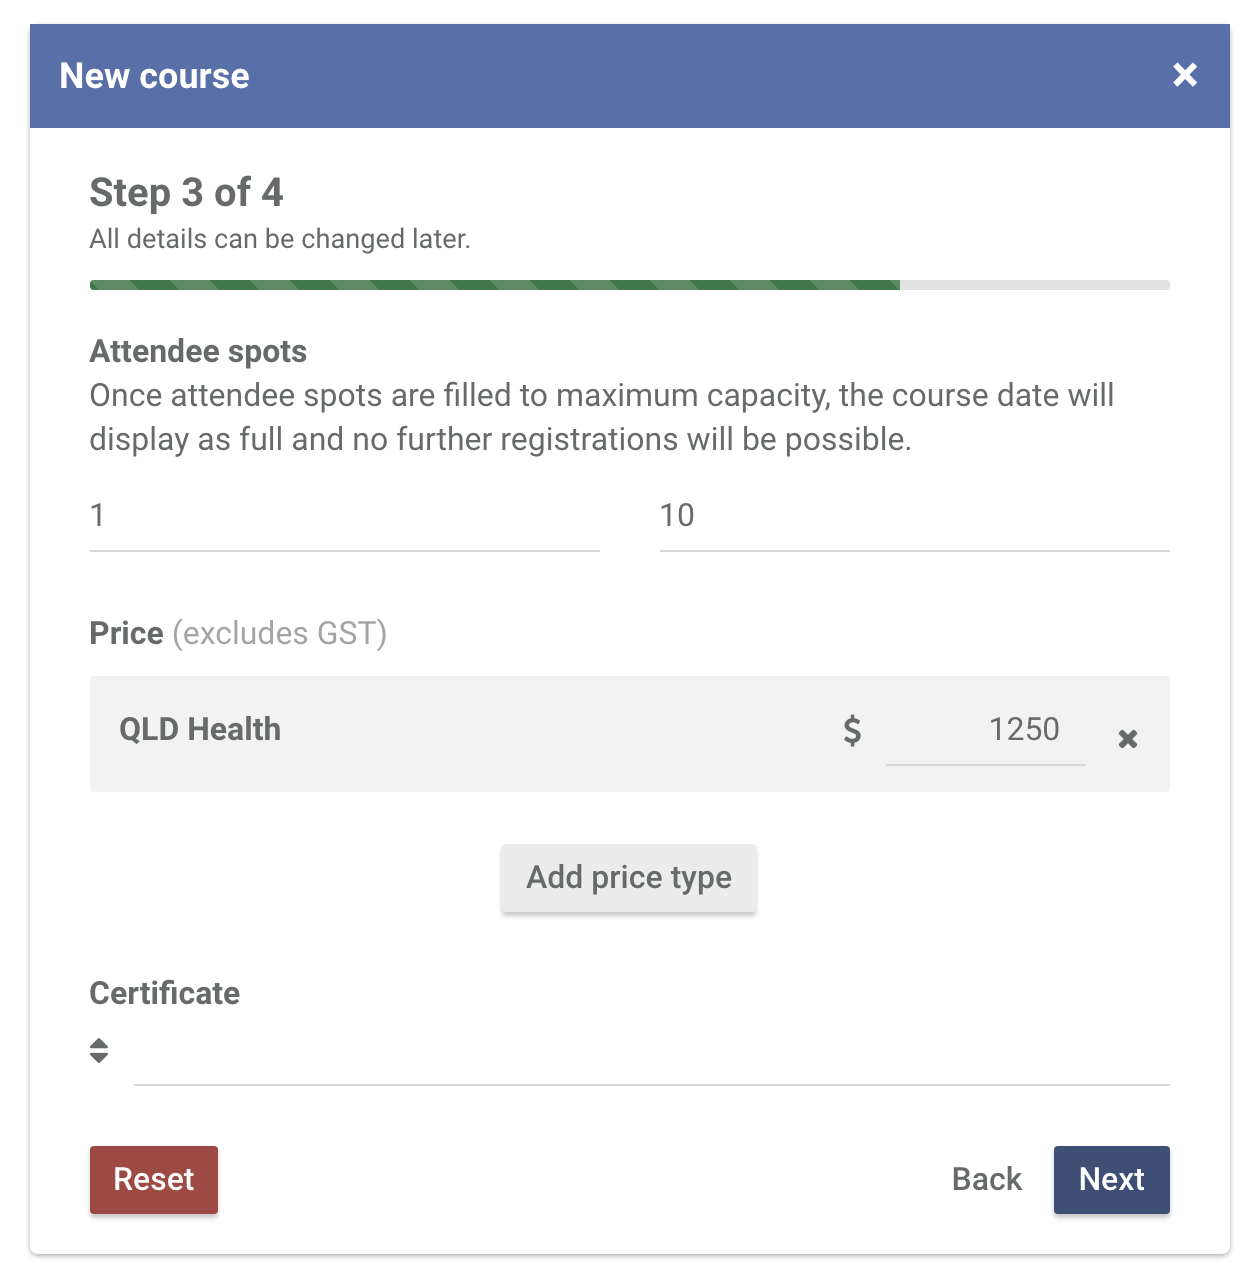 New course
Step 3 of 4
All details can be changed later.
Attendee spots
Once attendee spots are filled to maximum capacity, the course date will
display as full and no further registrations will be possible.
1 10
Price (excludes GST)
QLD Health $ 1250
Add price type
Certificate
Reset Back Next